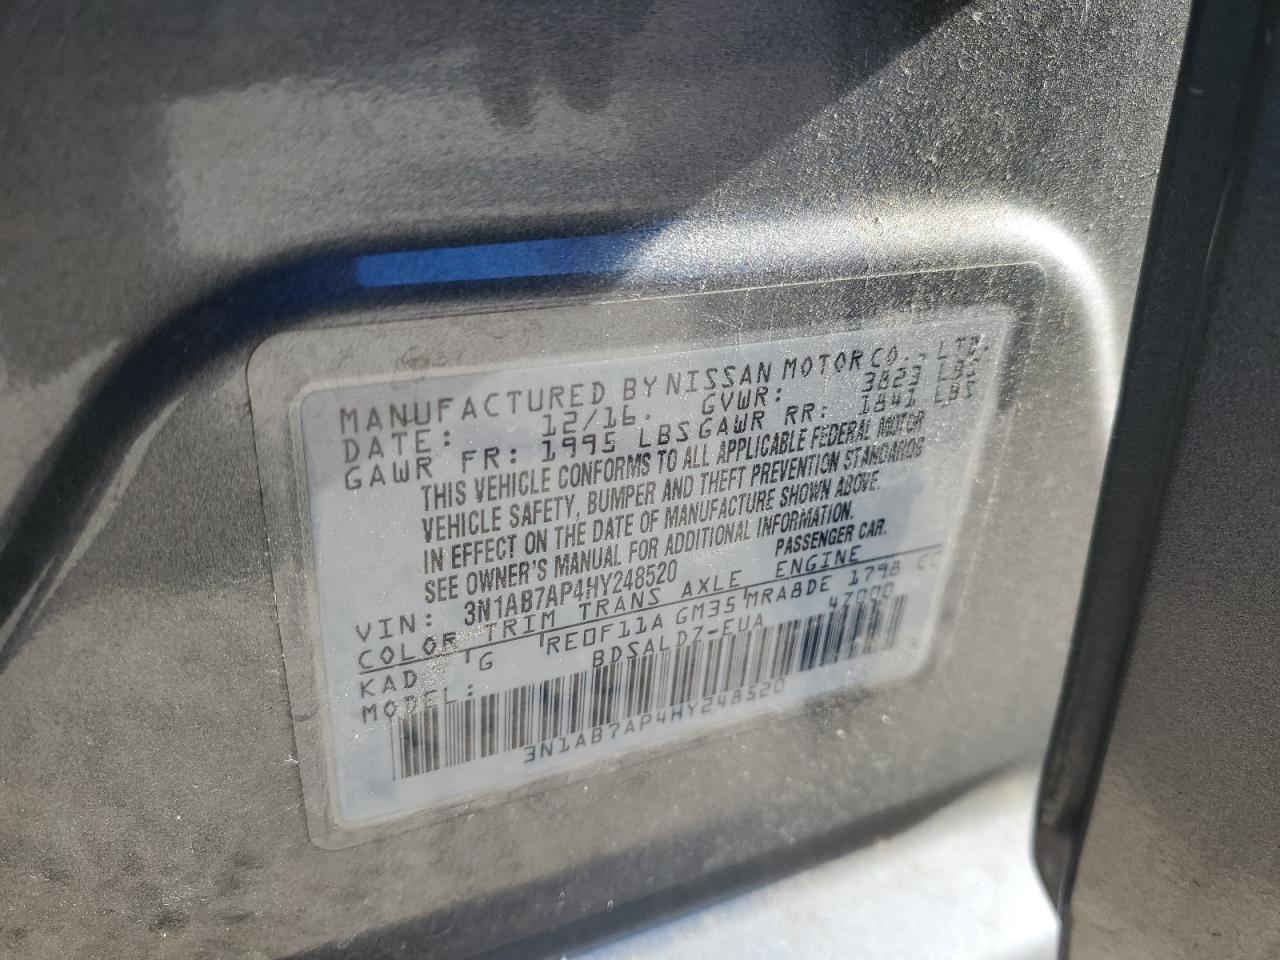 MANUFACTURED BY NISSAN MOTOR CO., LTD.
DATE: 12/16. GVWR: 3823 LBS
GAWR FR: 1995 LBS GAWR RR: 1841 LBS
THIS VEHICLE CONFORMS TO ALL APPLICABLE FEDERAL MOTOR
VEHICLE SAFETY, BUMPER AND THEFT PREVENTION STANDARDS
IN EFFECT ON THE DATE OF MANUFACTURE SHOWN ABOVE.
SEE OWNER'S MANUAL FOR ADDITIONAL INFORMATION.
VIN: 3N1AB7AP4HY248520 PASSENGER CAR.
COLOR TRIM TRANS AXLE ENGINE
KAD G RE0F11A GM35 MRA8DE 1798 CC
MODEL: BDSALD7-EUA 47000
3N1AB7AP4HY248520